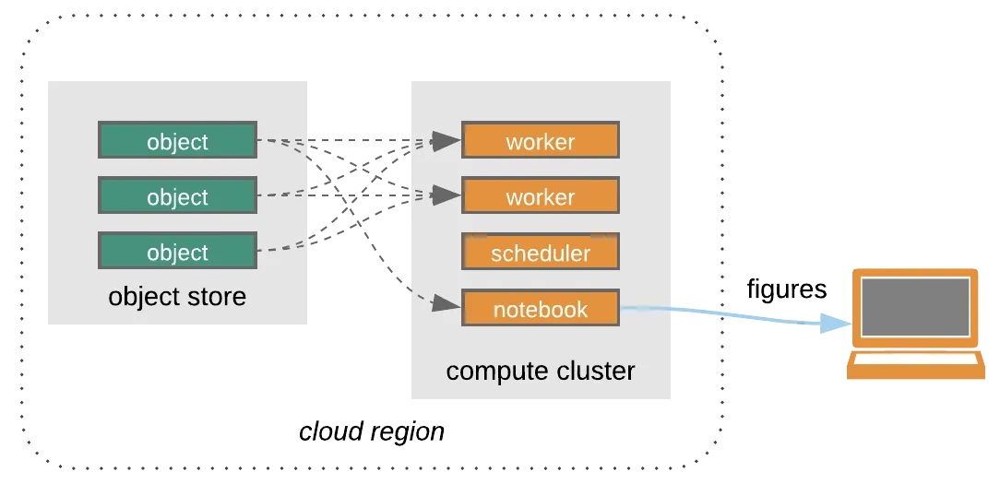 object
object
object
object store
worker
worker
scheduler
notebook
compute cluster
figures
cloud region